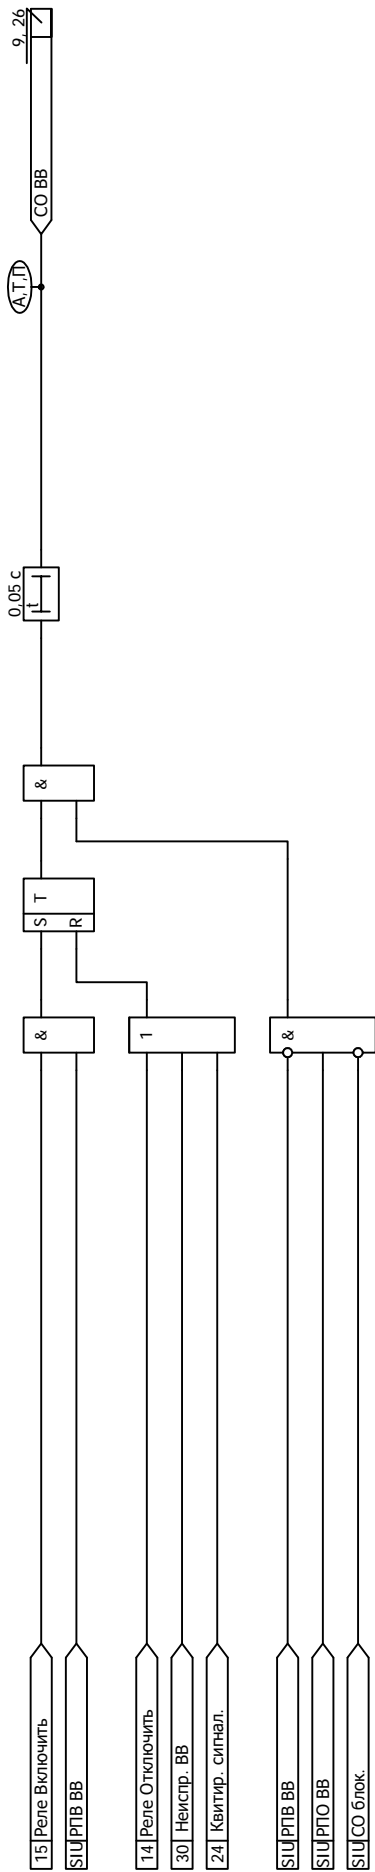 15 Реле Включить
SIU РПВ ВВ
14 Реле Отключить
30 Неиспр. ВВ
24 Квитир. сигнал.
SIU РПВ ВВ
SIU РПО ВВ
SIU СО блок.
&
1
&
S T
R
&
0,05 с
t
А,Т,П
СО ВВ
9, 26